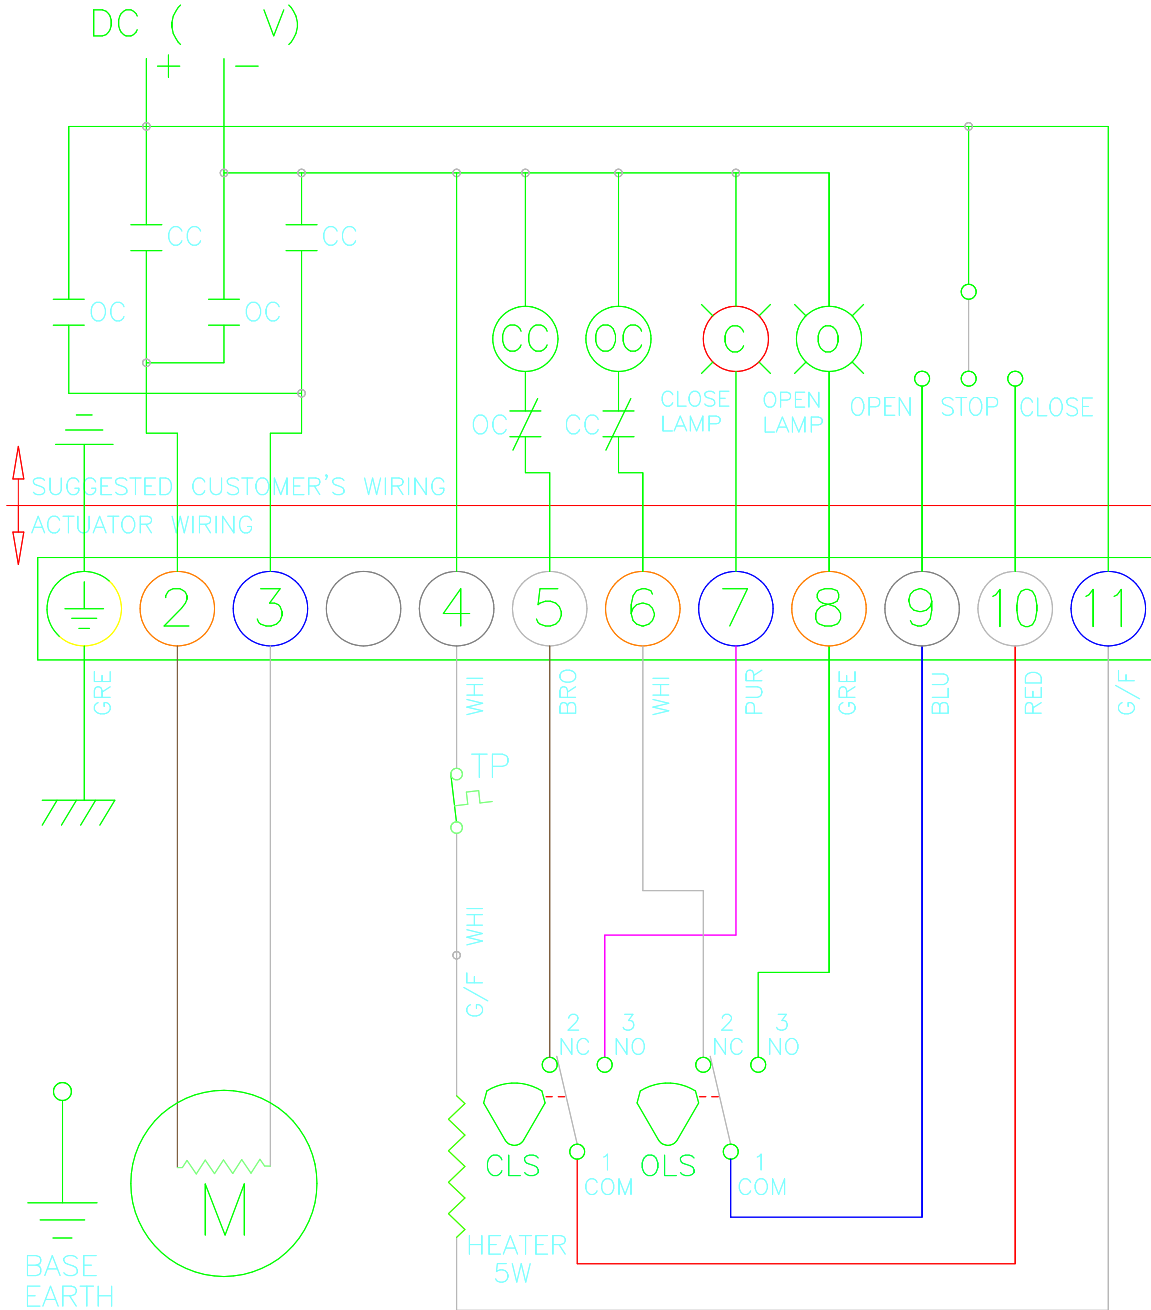 DC ( V)
+ −
CC CC
OC OC
CC OC C O
OC CC
CLOSE LAMP
OPEN LAMP
OPEN STOP CLOSE
SUGGESTED CUSTOMER'S WIRING
ACTUATOR WIRING
2 3 4 5 6 7 8 9 10 11
GRE WHI BRO WHI PUR GRE BLU RED G/F
TP
WHI
G/F
2 3 2 3
NC NO NC NO
CLS OLS
1 1
COM COM
M
HEATER
5W
BASE
EARTH